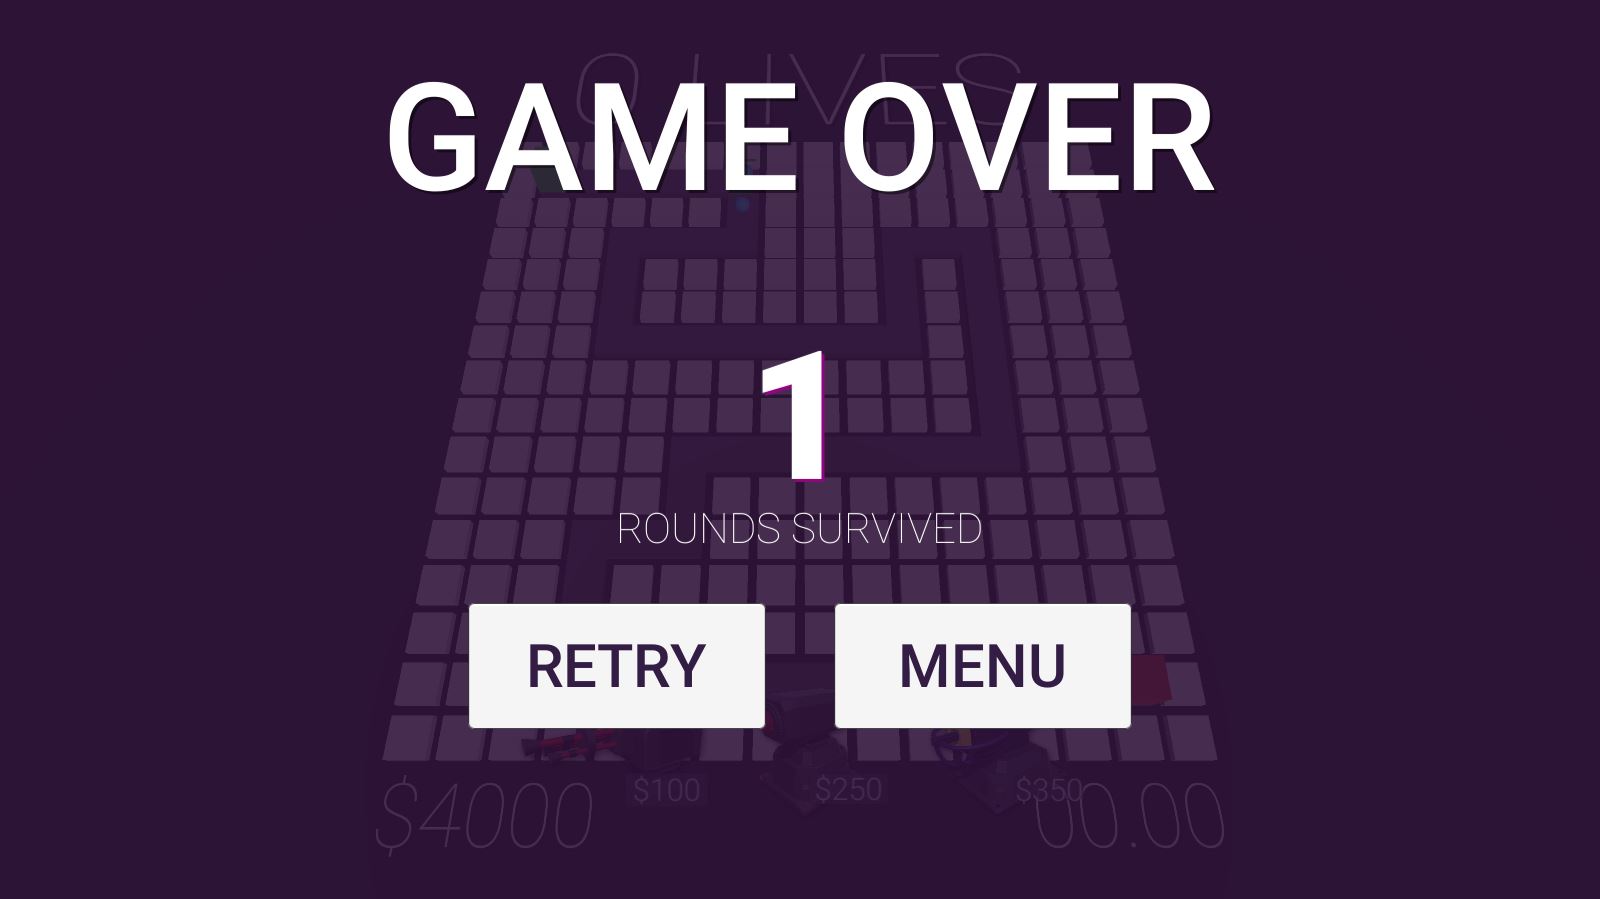 0 LIVES
GAME OVER
1
ROUNDS SURVIVED
RETRY MENU
$100 $250 $350
$4000 00.00